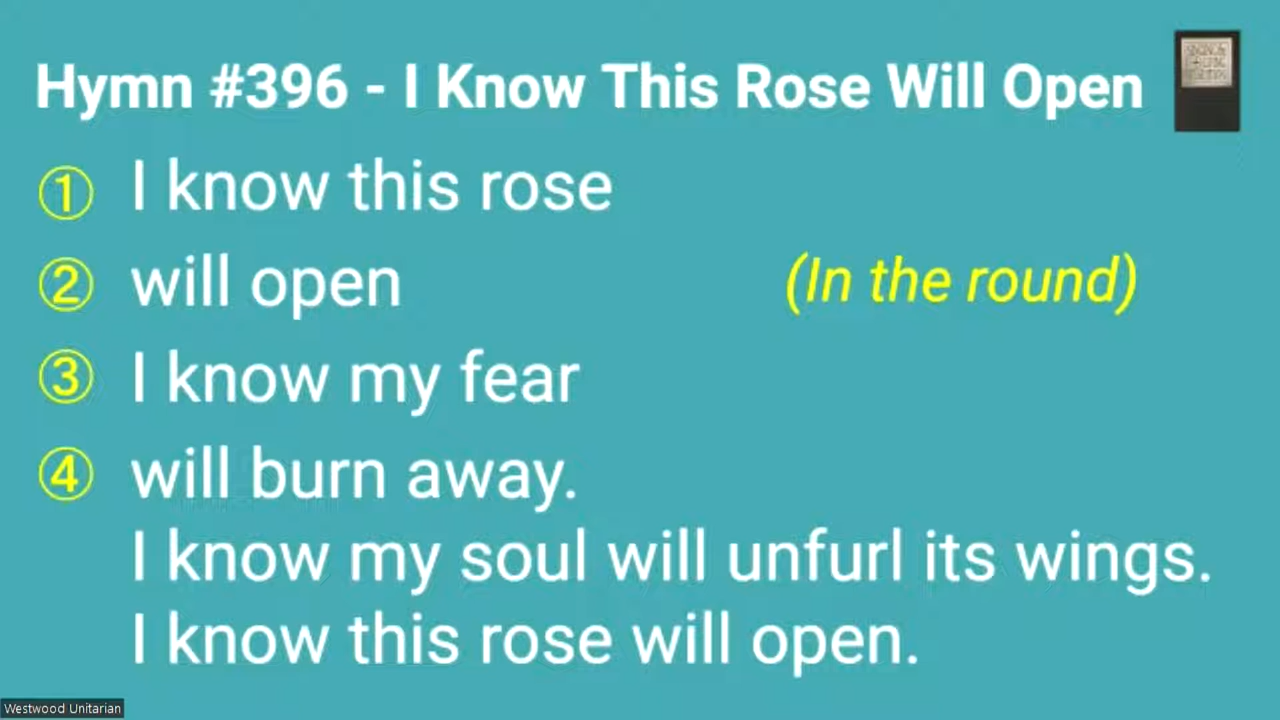 Hymn #396 - I Know This Rose Will Open
① I know this rose
② will open
(In the round)
③ I know my fear
④ will burn away.
I know my soul will unfurl its wings.
I know this rose will open.
Westwood Unitarian